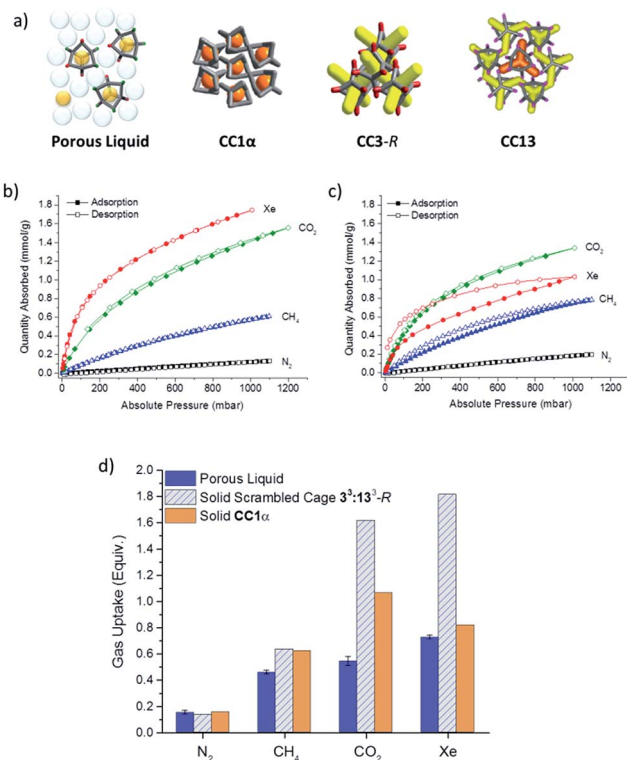 a)
Porous Liquid
CC1α
CC3-R
CC13
b)
Adsorption
Desorption
Xe
CO2
CH4
N2
Quantity Absorbed (mmol/g)
1.8
1.6
1.4
1.2
1.0
0.8
0.6
0.4
0.2
0.0
0 200 400 600 800 1000 1200
Absolute Pressure (mbar)
c)
Adsorption
Desorption
CO2
Xe
CH4
N2
Quantity Absorbed (mmol/g)
1.8
1.6
1.4
1.2
1.0
0.8
0.6
0.4
0.2
0.0
0 200 400 600 800 1000 1200
Absolute Pressure (mbar)
d)
Porous Liquid
Solid Scrambled Cage 3³:13³-R
Solid CC1α
Gas Uptake (Equiv.)
2.0
1.8
1.6
1.4
1.2
1.0
0.8
0.6
0.4
0.2
0.0
N2 CH4 CO2 Xe